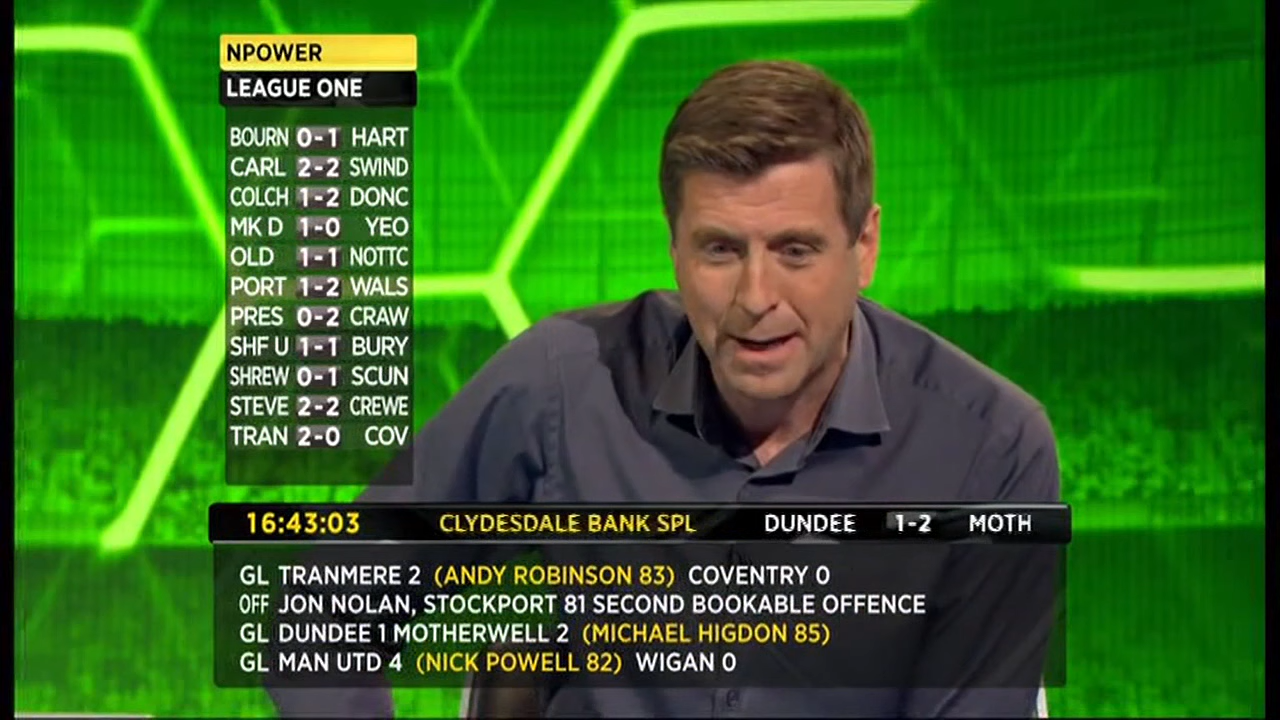 NPOWER
LEAGUE ONE
BOURN 0-1 HART
CARL 2-2 SWIND
COLCH 1-2 DONC
MK D 1-0 YEO
OLD 1-1 NOTTC
PORT 1-2 WALS
PRES 0-2 CRAW
SHF U 1-1 BURY
SHREW 0-1 SCUN
STEVE 2-2 CREWE
TRAN 2-0 COV
16:43:03 CLYDESDALE BANK SPL DUNDEE 1-2 MOTH
GL TRANMERE 2 (ANDY ROBINSON 83) COVENTRY 0
OFF JON NOLAN, STOCKPORT 81 SECOND BOOKABLE OFFENCE
GL DUNDEE 1 MOTHERWELL 2 (MICHAEL HIGDON 85)
GL MAN UTD 4 (NICK POWELL 82) WIGAN 0